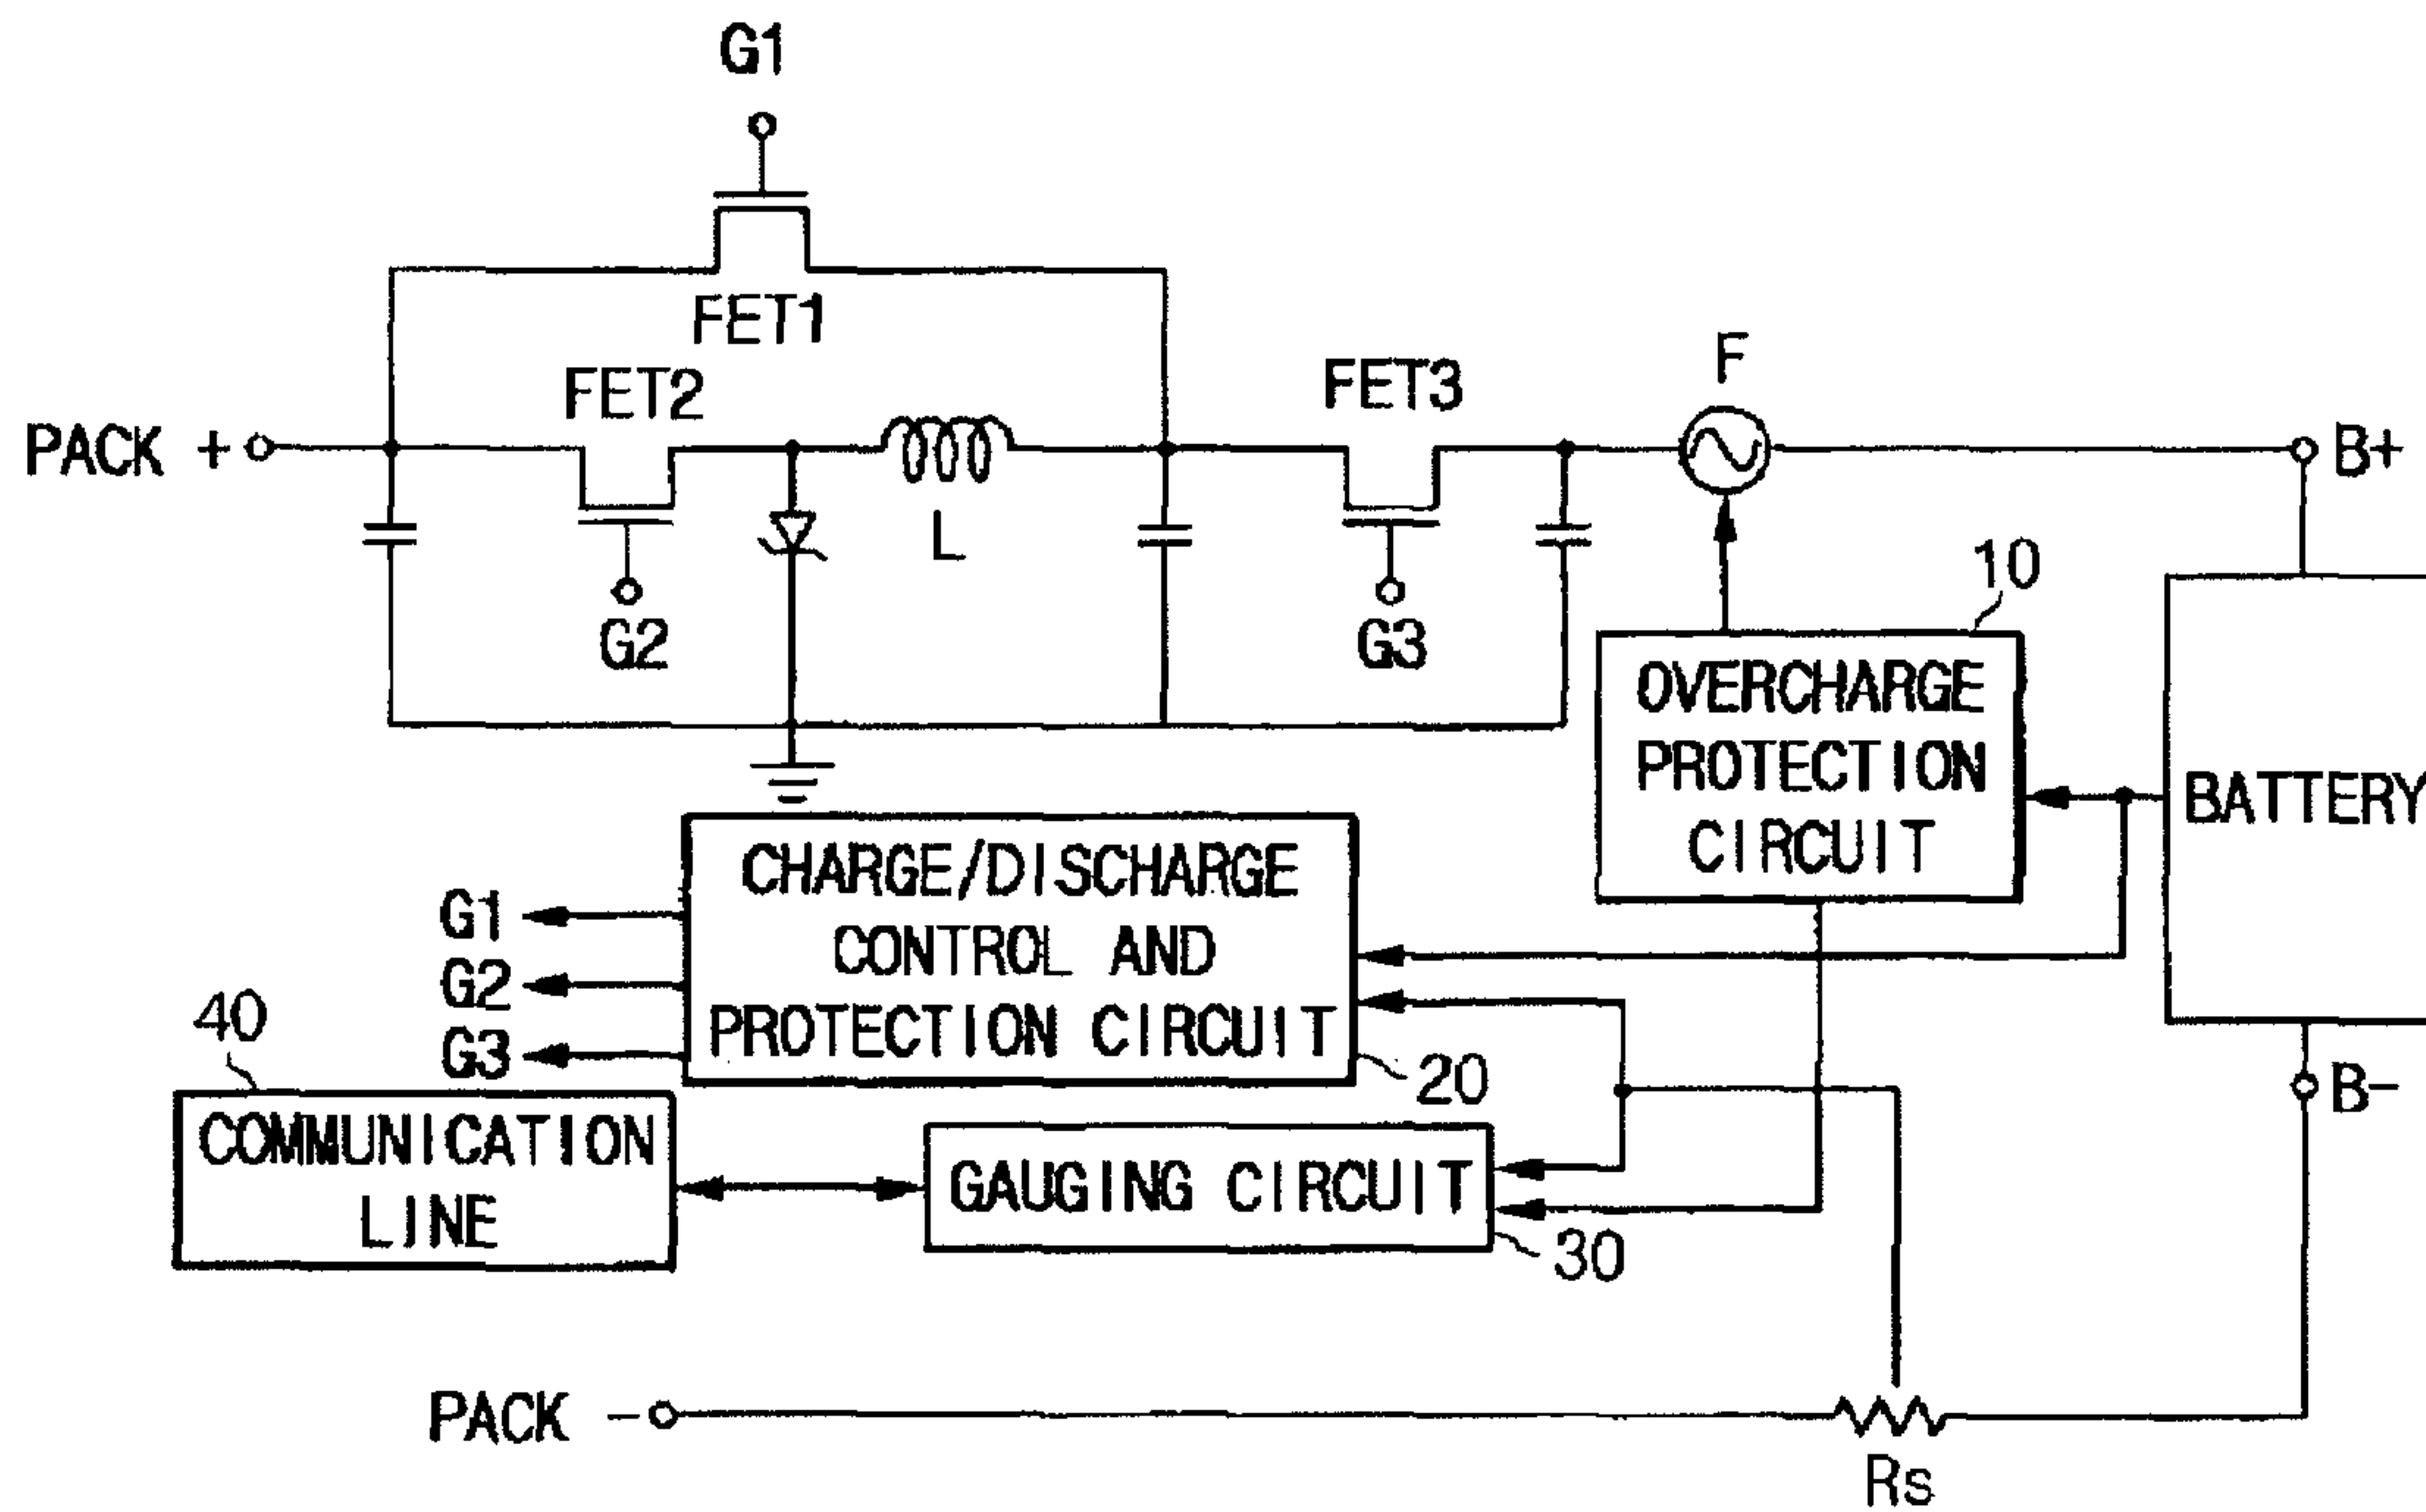 G1
FET1
FET2
FET3
F
PACK +
B+
L
10
G2
G3
OVERCHARGE
PROTECTION
CIRCUIT
BATTERY
CHARGE/DISCHARGE
CONTROL AND
PROTECTION CIRCUIT
G1
G2
G3
40
20
B-
COMMUNICATION
LINE
GAUGING CIRCUIT
30
PACK -
Rs